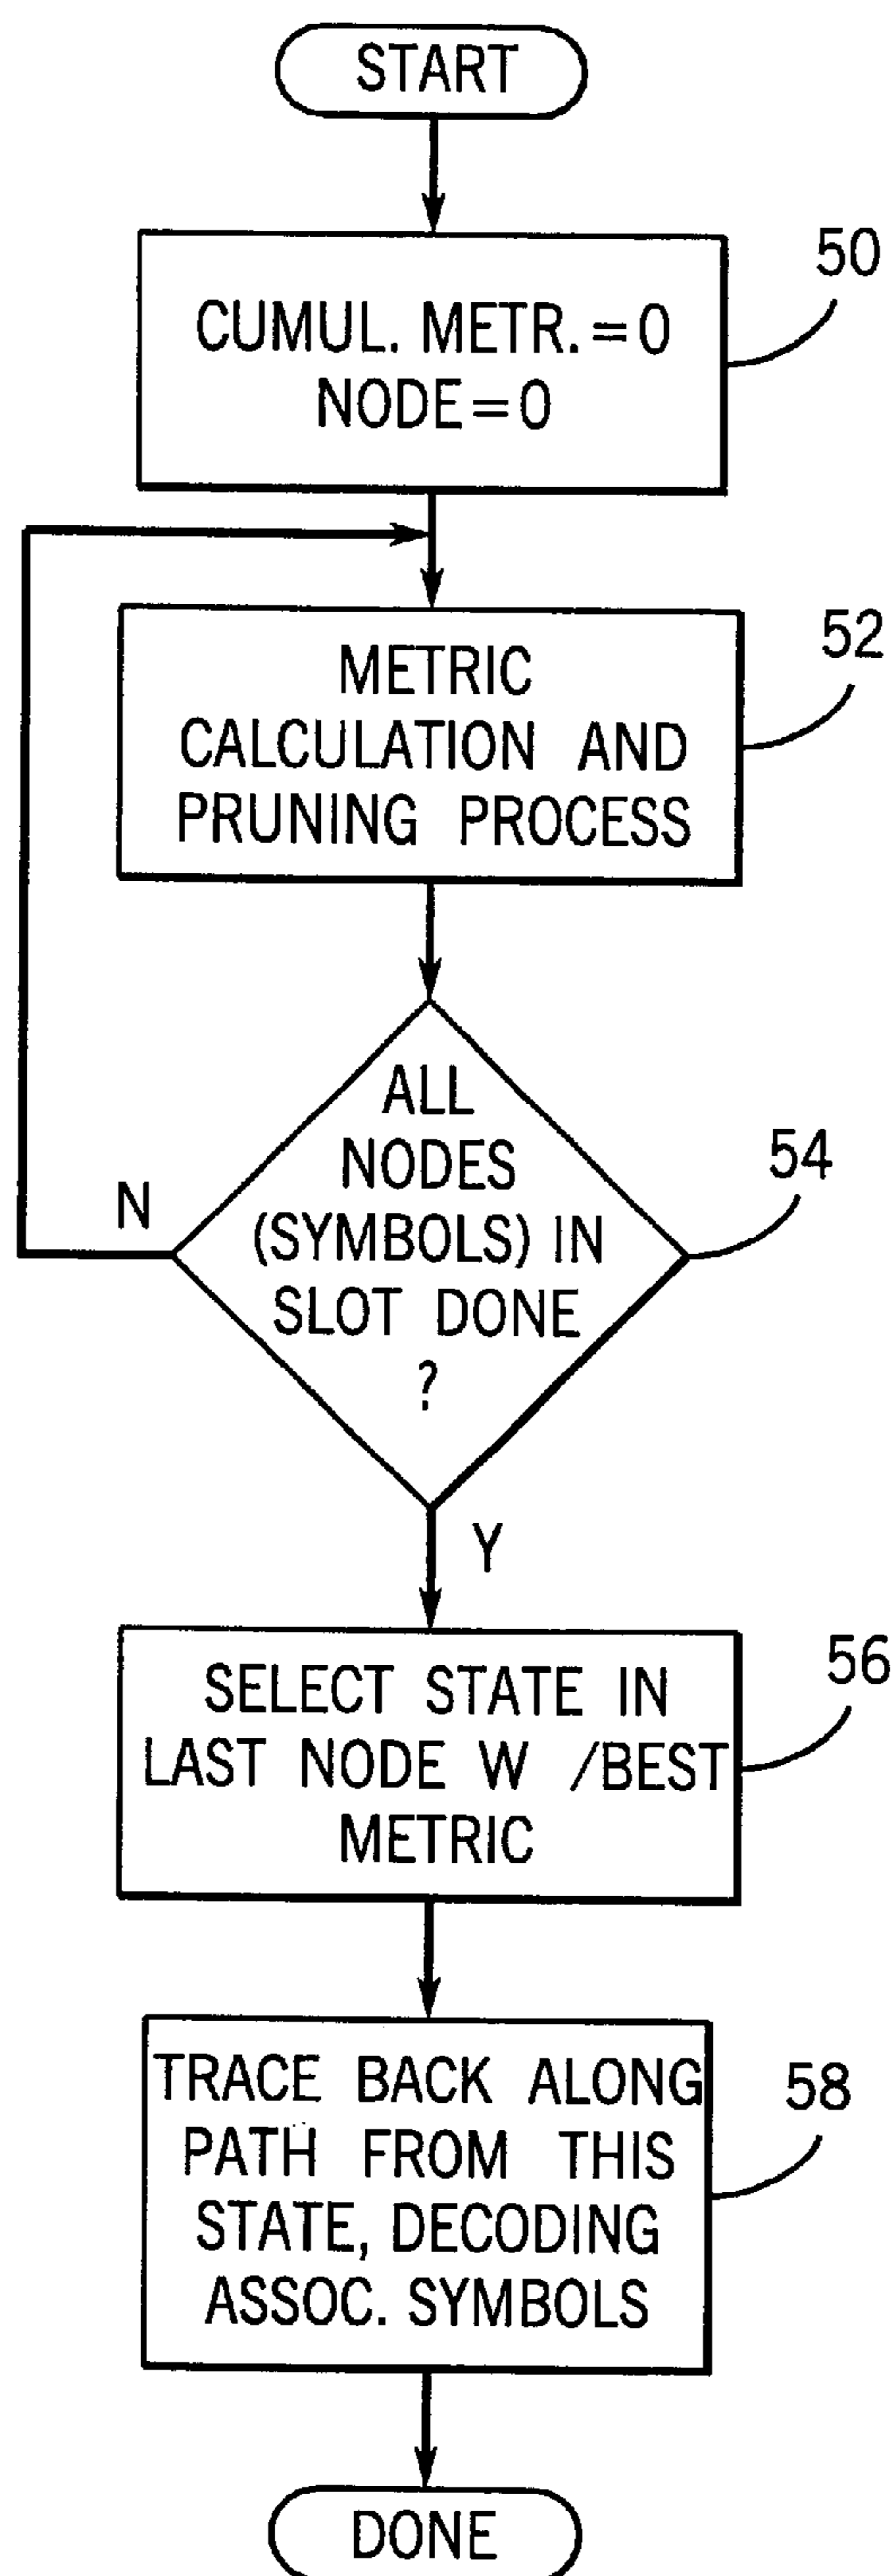 START
50
CUMUL. METR. = 0
NODE = 0
52
METRIC
CALCULATION AND
PRUNING PROCESS
54
ALL
NODES
(SYMBOLS) IN
SLOT DONE
?
N
Y
56
SELECT STATE IN
LAST NODE W /BEST
METRIC
58
TRACE BACK ALONG
PATH FROM THIS
STATE, DECODING
ASSOC. SYMBOLS
DONE